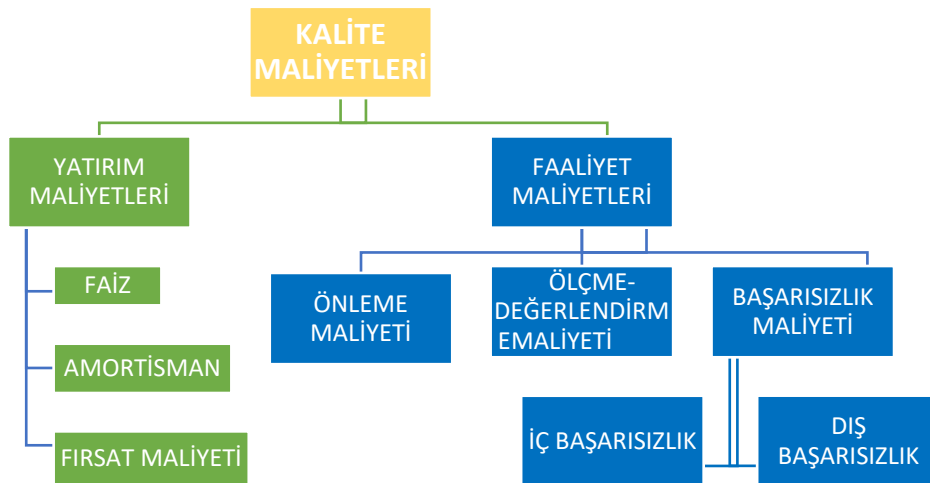 KALİTE
MALİYETLERİ
YATIRIM
MALİYETLERİ
FAALİYET
MALİYETLERİ
FAİZ
AMORTİSMAN
FIRSAT MALİYETİ
ÖNLEME
MALİYETİ
ÖLÇME-
DEĞERLENDİRM
EMALİYETİ
BAŞARISIZLIK
MALİYETİ
İÇ BAŞARISIZLIK
DIŞ
BAŞARISIZLIK